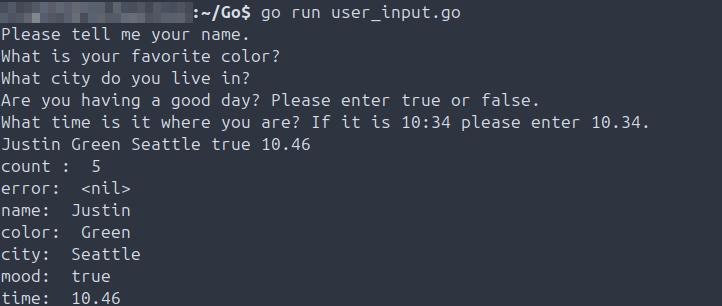 :~/Go$ go run user_input.go
Please tell me your name.
What is your favorite color?
What city do you live in?
Are you having a good day? Please enter true or false.
What time is it where you are? If it is 10:34 please enter 10.34.
Justin Green Seattle true 10.46
count :  5
error:  <nil>
name:  Justin
color:  Green
city:  Seattle
mood:  true
time:  10.46